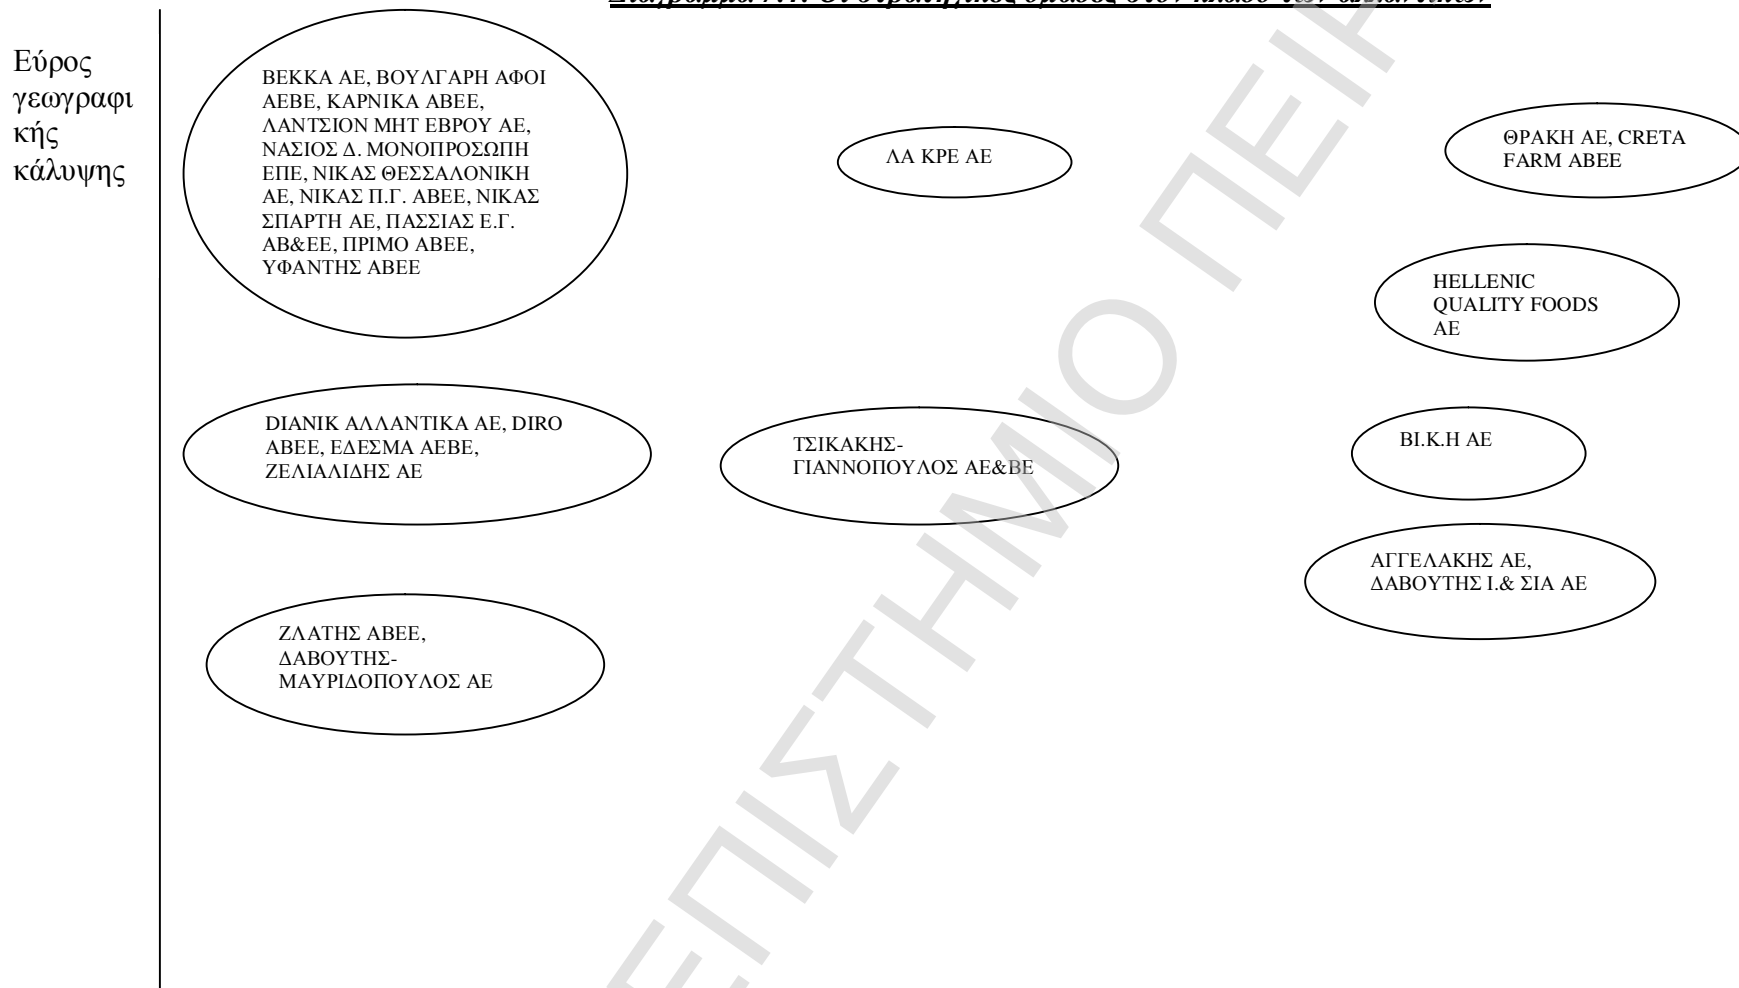 Εύρος
γεωγραφι
κής
κάλυψης
ΒΕΚΚΑ ΑΕ, ΒΟΥΛΓΑΡΗ ΑΦΟΙ
ΑΕΒΕ, ΚΑΡΝΙΚΑ ΑΒΕΕ,
ΛΑΝΤΣΙΟΝ ΜΗΤ ΕΒΡΟΥ ΑΕ,
ΝΑΣΙΟΣ Δ. ΜΟΝΟΠΡΟΣΩΠΗ
ΕΠΕ, ΝΙΚΑΣ ΘΕΣΣΑΛΟΝΙΚΗ
ΑΕ, ΝΙΚΑΣ Π.Γ. ΑΒΕΕ, ΝΙΚΑΣ
ΣΠΑΡΤΗ ΑΕ, ΠΑΣΣΙΑΣ Ε.Γ.
ΑΒ&ΕΕ, ΠΡΙΜΟ ΑΒΕΕ,
ΥΦΑΝΤΗΣ ΑΒΕΕ
ΛΑ ΚΡΕ ΑΕ
ΘΡΑΚΗ ΑΕ, CRETA
FARM ΑΒΕΕ
HELLENIC
QUALITY FOODS
ΑΕ
DIANIK ΑΛΛΑΝΤΙΚΑ ΑΕ, DIRO
ΑΒΕΕ, ΕΔΕΣΜΑ ΑΕΒΕ,
ΖΕΛΙΑΛΙΔΗΣ ΑΕ
ΤΣΙΚΑΚΗΣ-
ΓΙΑΝΝΟΠΟΥΛΟΣ ΑΕ&ΒΕ
ΒΙ.Κ.Η ΑΕ
ΑΓΓΕΛΑΚΗΣ ΑΕ,
ΔΑΒΟΥΤΗΣ Ι.& ΣΙΑ ΑΕ
ΖΛΑΤΗΣ ΑΒΕΕ,
ΔΑΒΟΥΤΗΣ-
ΜΑΥΡΙΔΟΠΟΥΛΟΣ ΑΕ